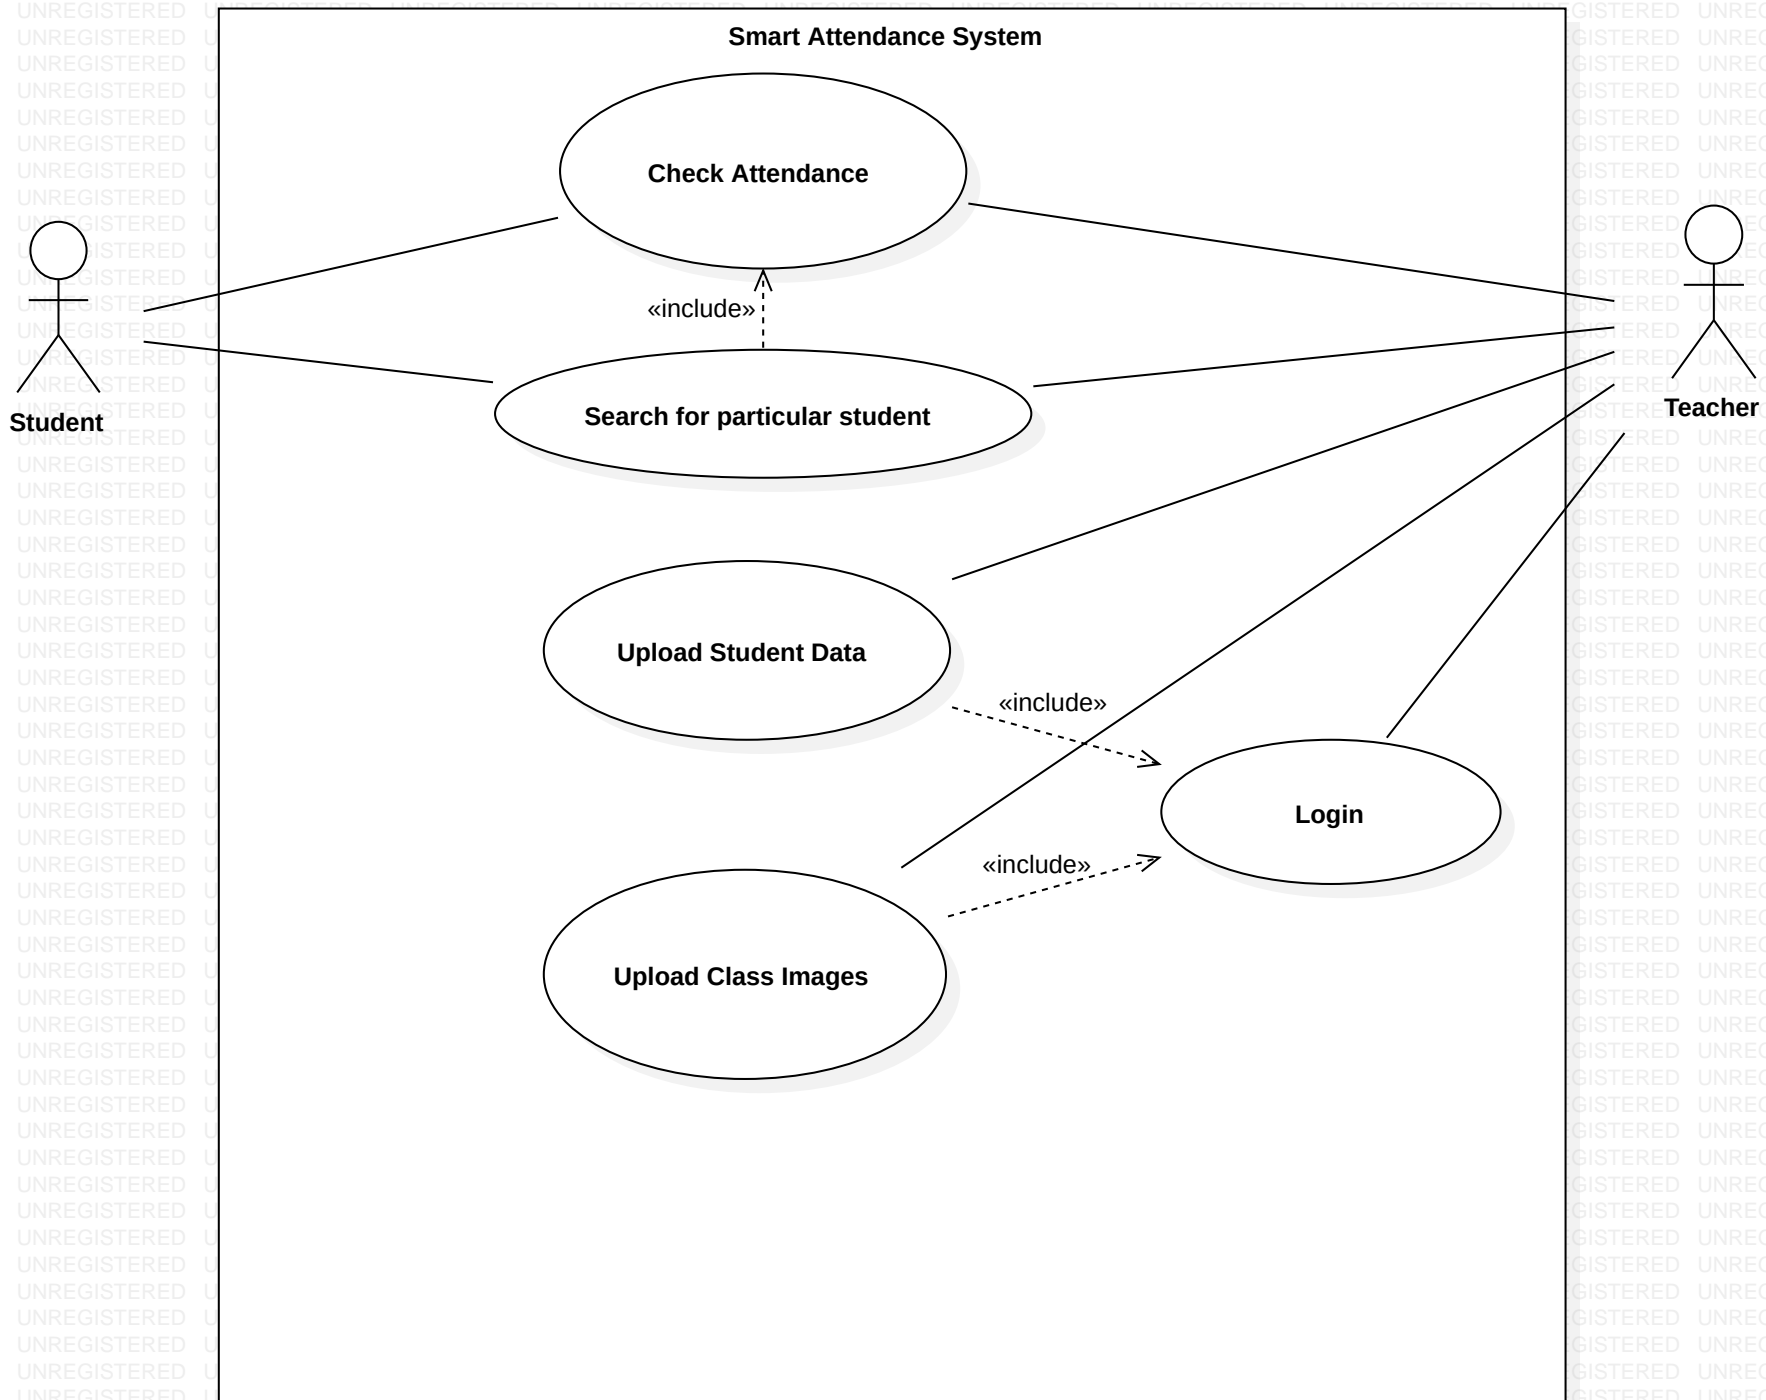 Smart Attendance System
Check Attendance
«include»
Search for particular student
Student
Teacher
Upload Student Data
«include»
Login
«include»
Upload Class Images
UNREGISTERED